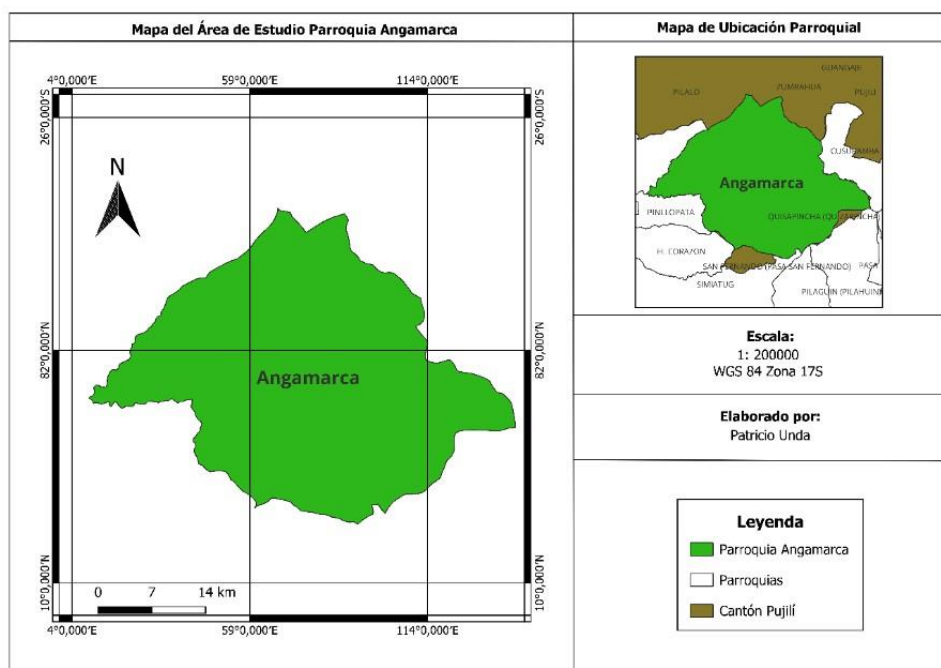 Mapa del Área de Estudio Parroquia Angamarca
4°0,000'E
59°0,000'E
114°0,000'E
26°0,000'S
26°0,000'S
N
Angamarca
82°0,000'N
82°0,000'N
10°0,000'N
10°0,000'N
0 7 14 km
4°0,000'E
59°0,000'E
114°0,000'E
Mapa de Ubicación Parroquial
GUANGAJE
PILALO
ZUMBAHUA
PUJILI
CUSUBAMBA
Angamarca
PINLLOPATA
QUISAPINCHA (QUIZAPINCHA)
EL CORAZON
SAN FERNANDO (PASA SAN FERNANDO)
PASA
SIMIATUG
PILAGUIN (PILAHUIN)
Escala:
1: 200000
WGS 84 Zona 17S
Elaborado por:
Patricio Unda
Leyenda
Parroquia Angamarca
Parroquias
Cantón Pujilí